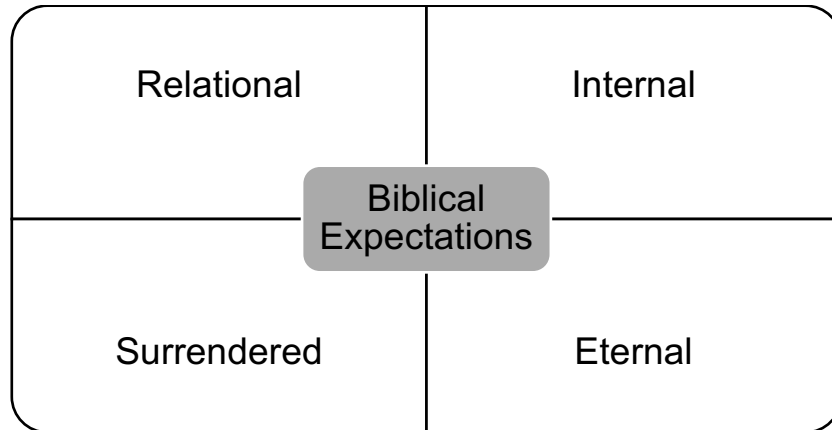 Relational
Internal
Biblical
Expectations
Surrendered
Eternal